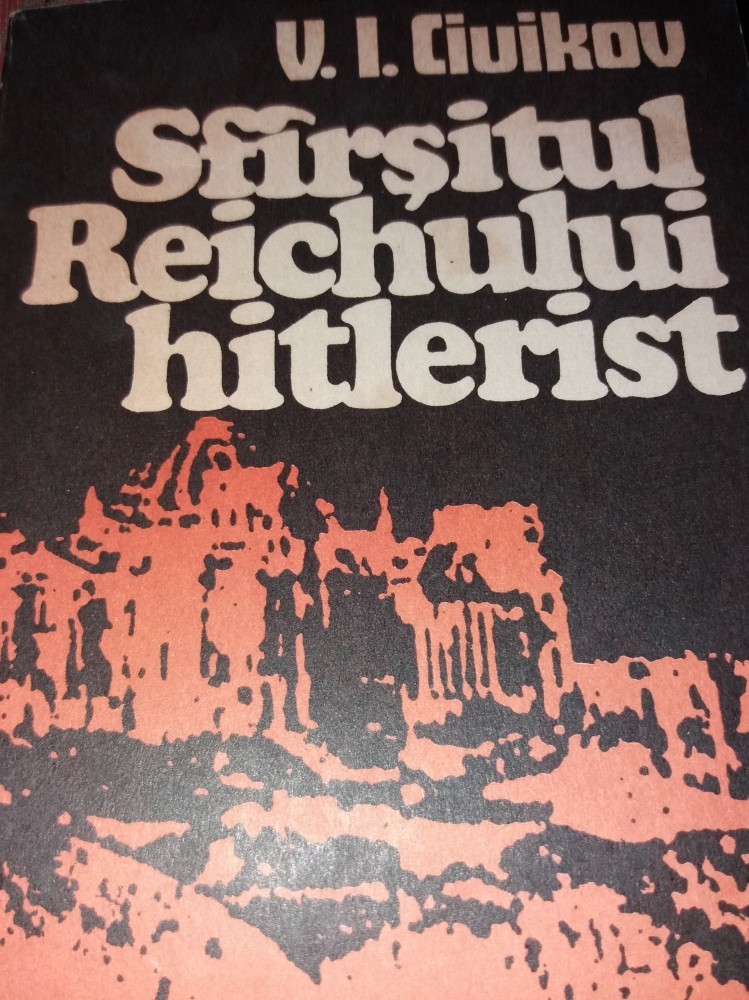 V. I. Ciuikov
Sfîrşitul
Reichului
hitlerist